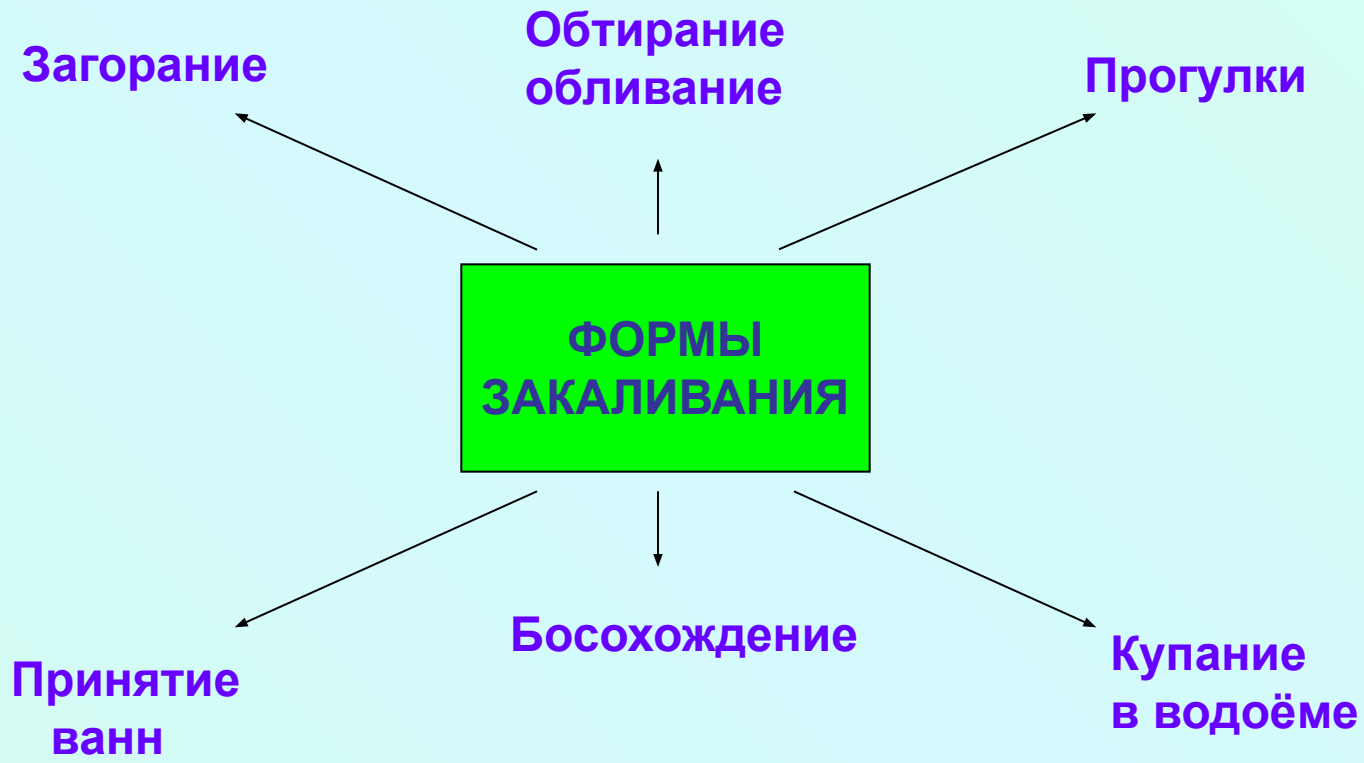 Загорание
Обтирание
обливание
Прогулки
ФОРМЫ
ЗАКАЛИВАНИЯ
Принятие
ванн
Босохождение
Купание
в водоёме